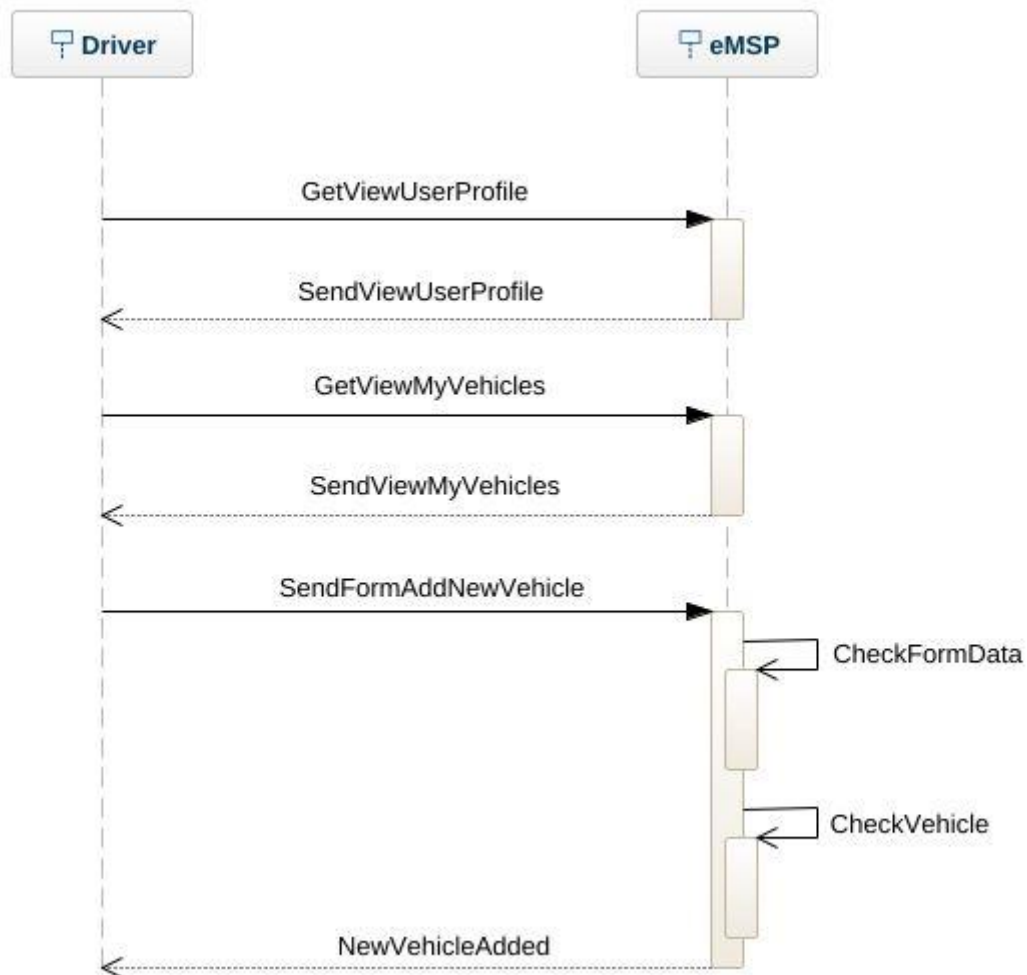 Driver
eMSP
GetViewUserProfile
SendViewUserProfile
GetViewMyVehicles
SendViewMyVehicles
SendFormAddNewVehicle
CheckFormData
CheckVehicle
NewVehicleAdded